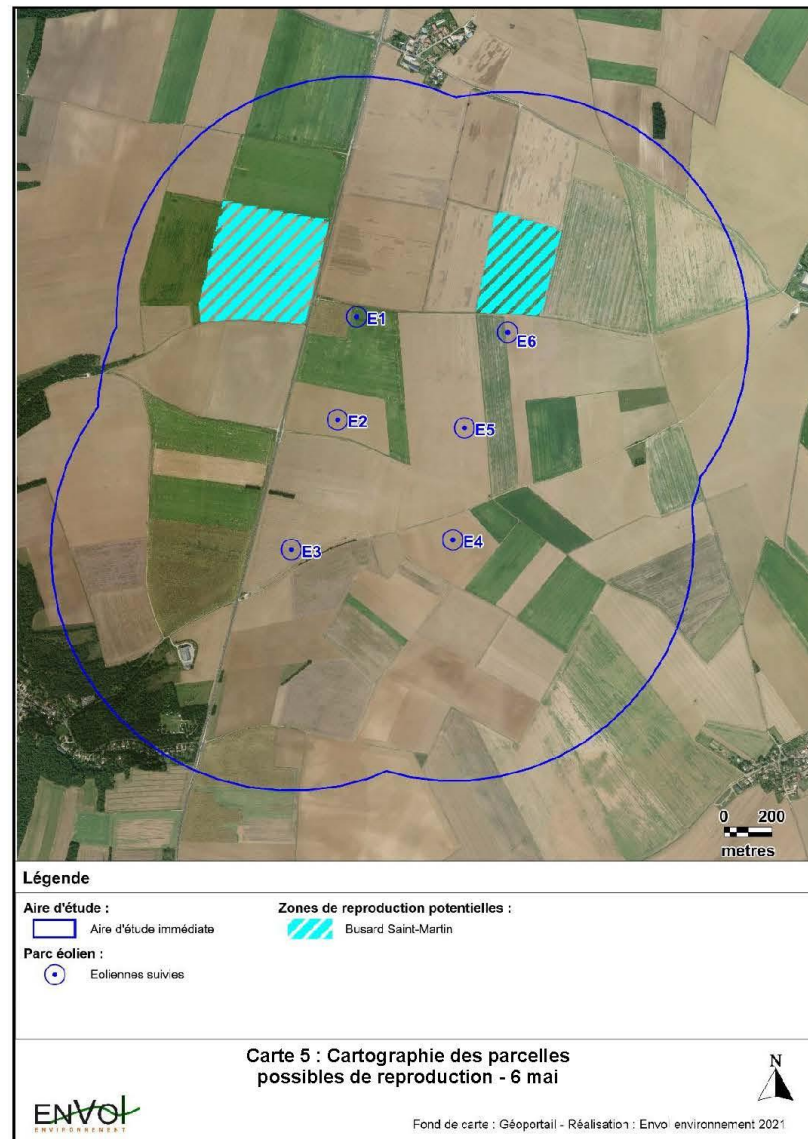 E1
E6
E2
E5
E3
E4
0 200
metres
Légende
Aire d'étude :
Aire d'étude immédiate
Parc éolien :
Eoliennes suivies
Zones de reproduction potentielles :
Busard Saint-Martin
Carte 5 : Cartographie des parcelles
possibles de reproduction - 6 mai
N
ENVOL
ENVIRONNEMENT
Fond de carte : Géoportail - Réalisation : Envol environnement 2021